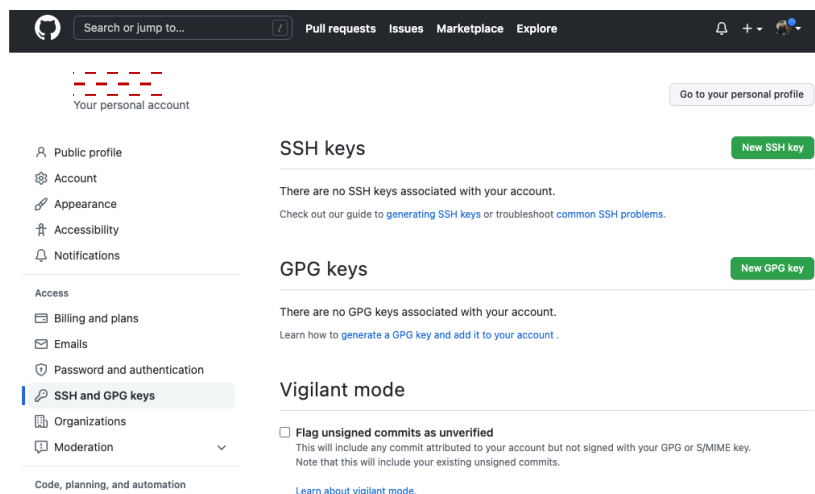 Search or jump to...
/
Pull requests Issues Marketplace Explore
Your personal account
Go to your personal profile
Public profile
Account
Appearance
Accessibility
Notifications
Access
Billing and plans
Emails
Password and authentication
SSH and GPG keys
Organizations
Moderation
Code, planning, and automation
SSH keys
New SSH key
There are no SSH keys associated with your account.
Check out our guide to generating SSH keys or troubleshoot common SSH problems.
GPG keys
New GPG key
There are no GPG keys associated with your account.
Learn how to generate a GPG key and add it to your account .
Vigilant mode
Flag unsigned commits as unverified
This will include any commit attributed to your account but not signed with your GPG or S/MIME key.
Note that this will include your existing unsigned commits.
Learn about vigilant mode.